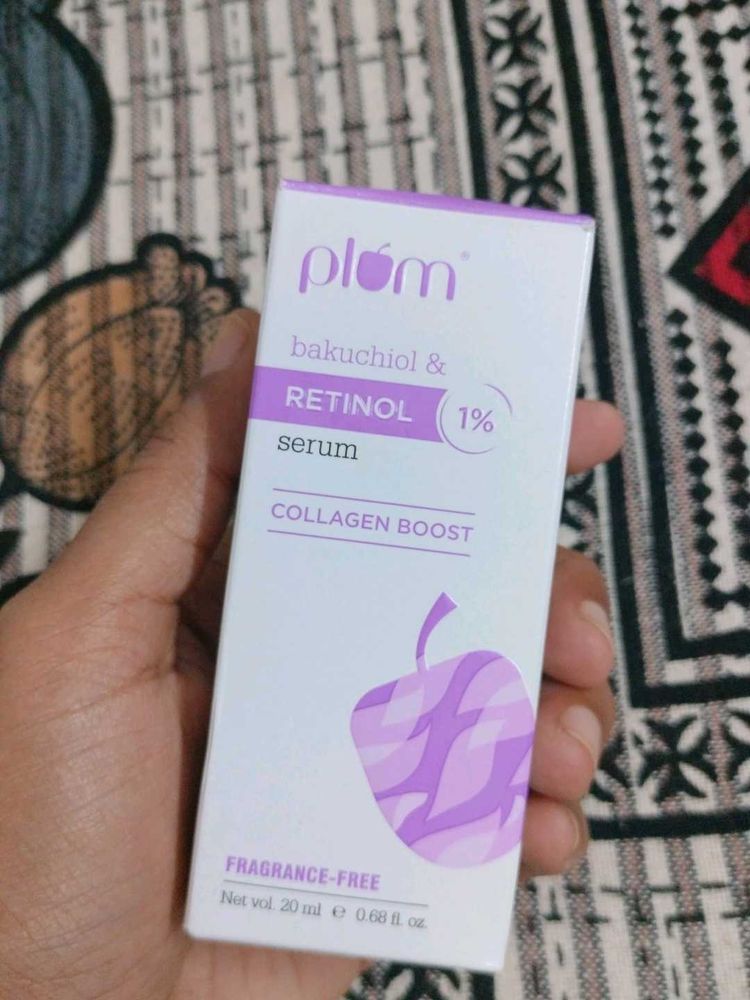 plum®
bakuchiol &
RETINOL 1%
serum
COLLAGEN BOOST
FRAGRANCE-FREE
Net vol. 20 ml ℮ 0.68 fl. oz.